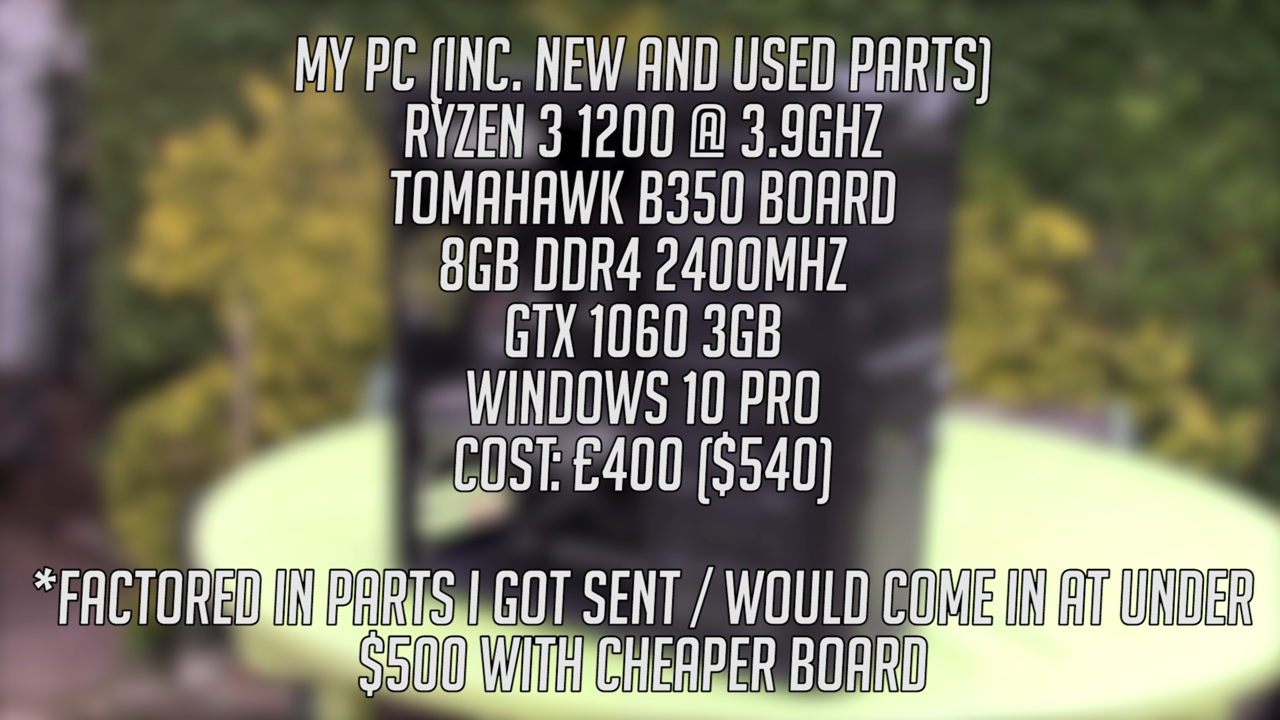 MY PC (INC. NEW AND USED PARTS)
RYZEN 3 1200 @ 3.9GHZ
TOMAHAWK B350 BOARD
8GB DDR4 2400MHZ
GTX 1060 3GB
WINDOWS 10 PRO
COST: £400 ($540)
*FACTORED IN PARTS I GOT SENT / WOULD COME IN AT UNDER
$500 WITH CHEAPER BOARD